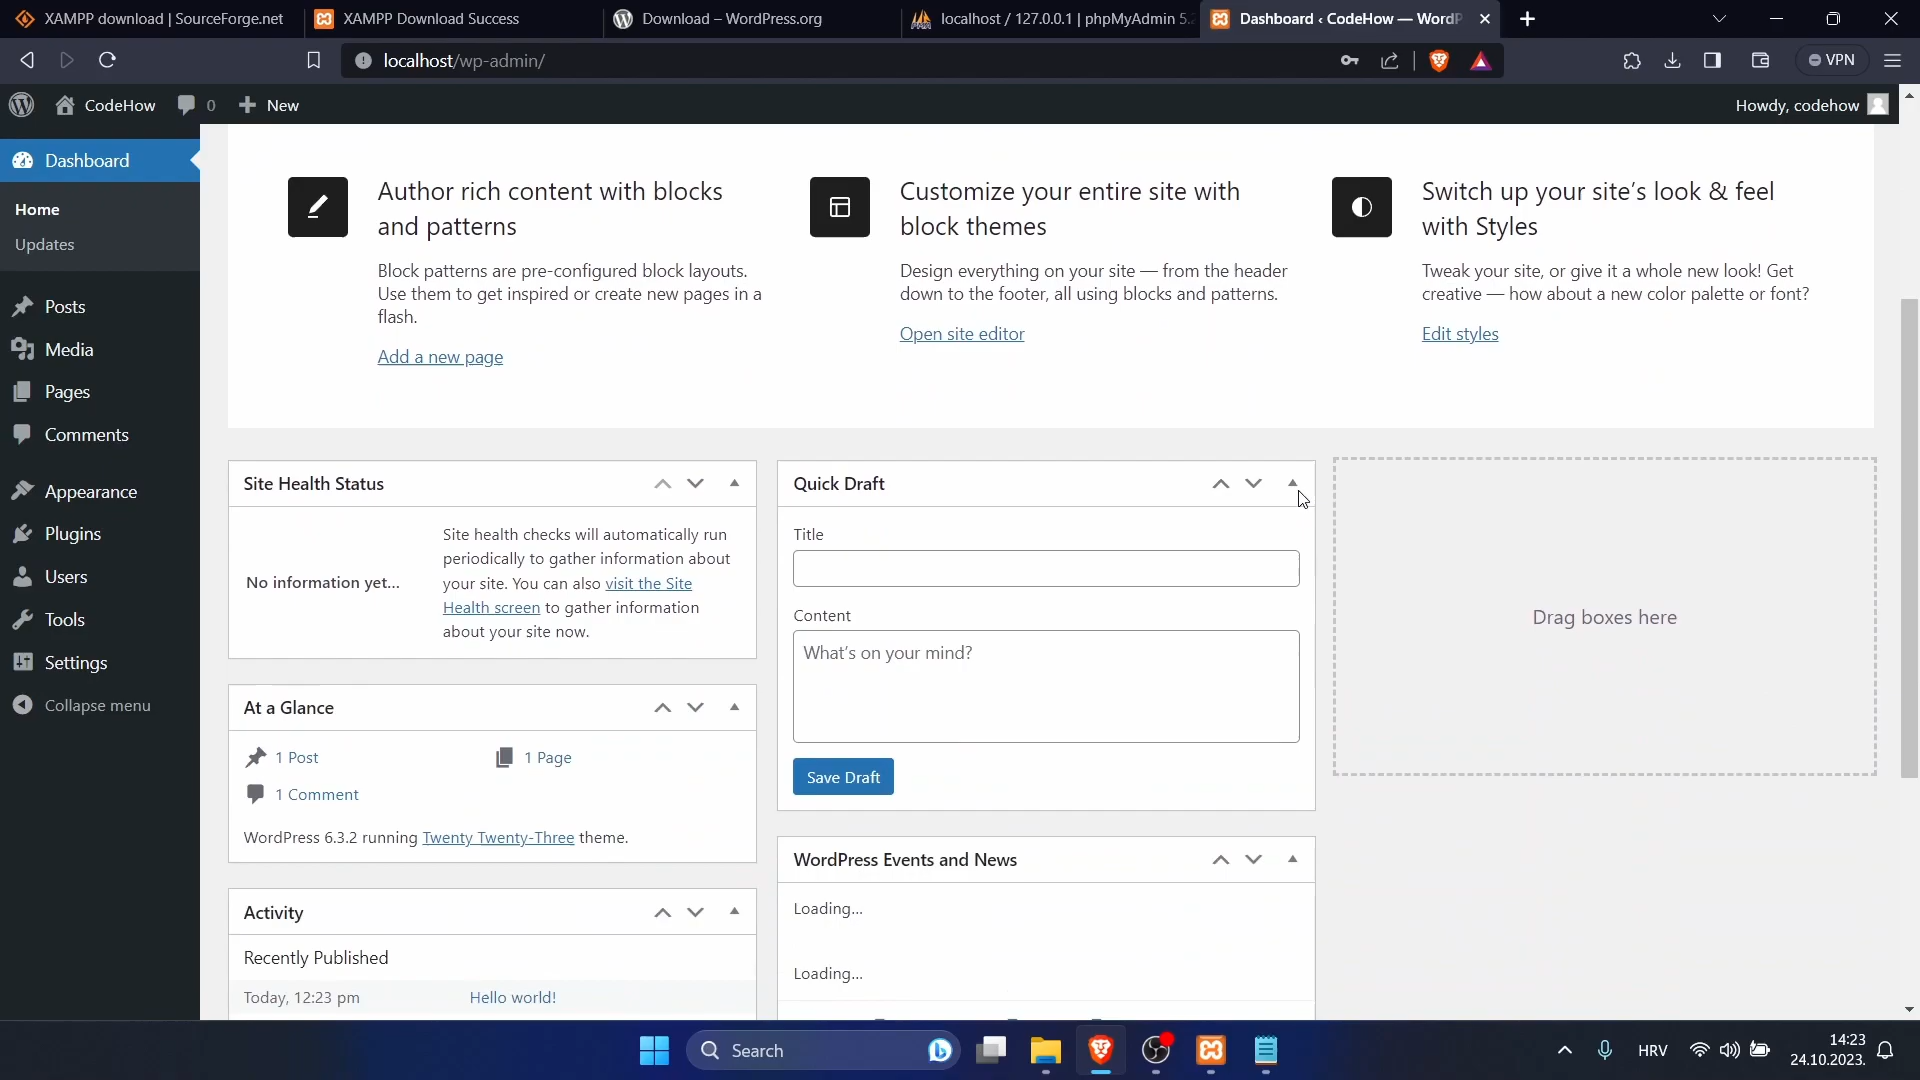 XAMPP download | SourceForge.net
XAMPP Download Success
Download – WordPress.org
localhost / 127.0.0.1 | phpMyAdmin 5.2
Dashboard ‹ CodeHow — WordP
localhost/wp-admin/
VPN
CodeHow
0
New
Howdy, codehow
Dashboard
Home
Updates
Posts
Media
Pages
Comments
Appearance
Plugins
Users
Tools
Settings
Collapse menu
Author rich content with blocks
and patterns
Block patterns are pre-configured block layouts.
Use them to get inspired or create new pages in a
flash.
Add a new page
Customize your entire site with
block themes
Design everything on your site — from the header
down to the footer, all using blocks and patterns.
Open site editor
Switch up your site’s look & feel
with Styles
Tweak your site, or give it a whole new look! Get
creative — how about a new color palette or font?
Edit styles
Site Health Status
No information yet…
Site health checks will automatically run
periodically to gather information about
your site. You can also visit the Site
Health screen to gather information
about your site now.
At a Glance
1 Post
1 Page
1 Comment
WordPress 6.3.2 running Twenty Twenty-Three theme.
Activity
Recently Published
Today, 12:23 pm
Hello world!
Quick Draft
Title
Content
What’s on your mind?
Save Draft
WordPress Events and News
Loading…
Loading…
Drag boxes here
Search
HRV
14:23
24.10.2023.